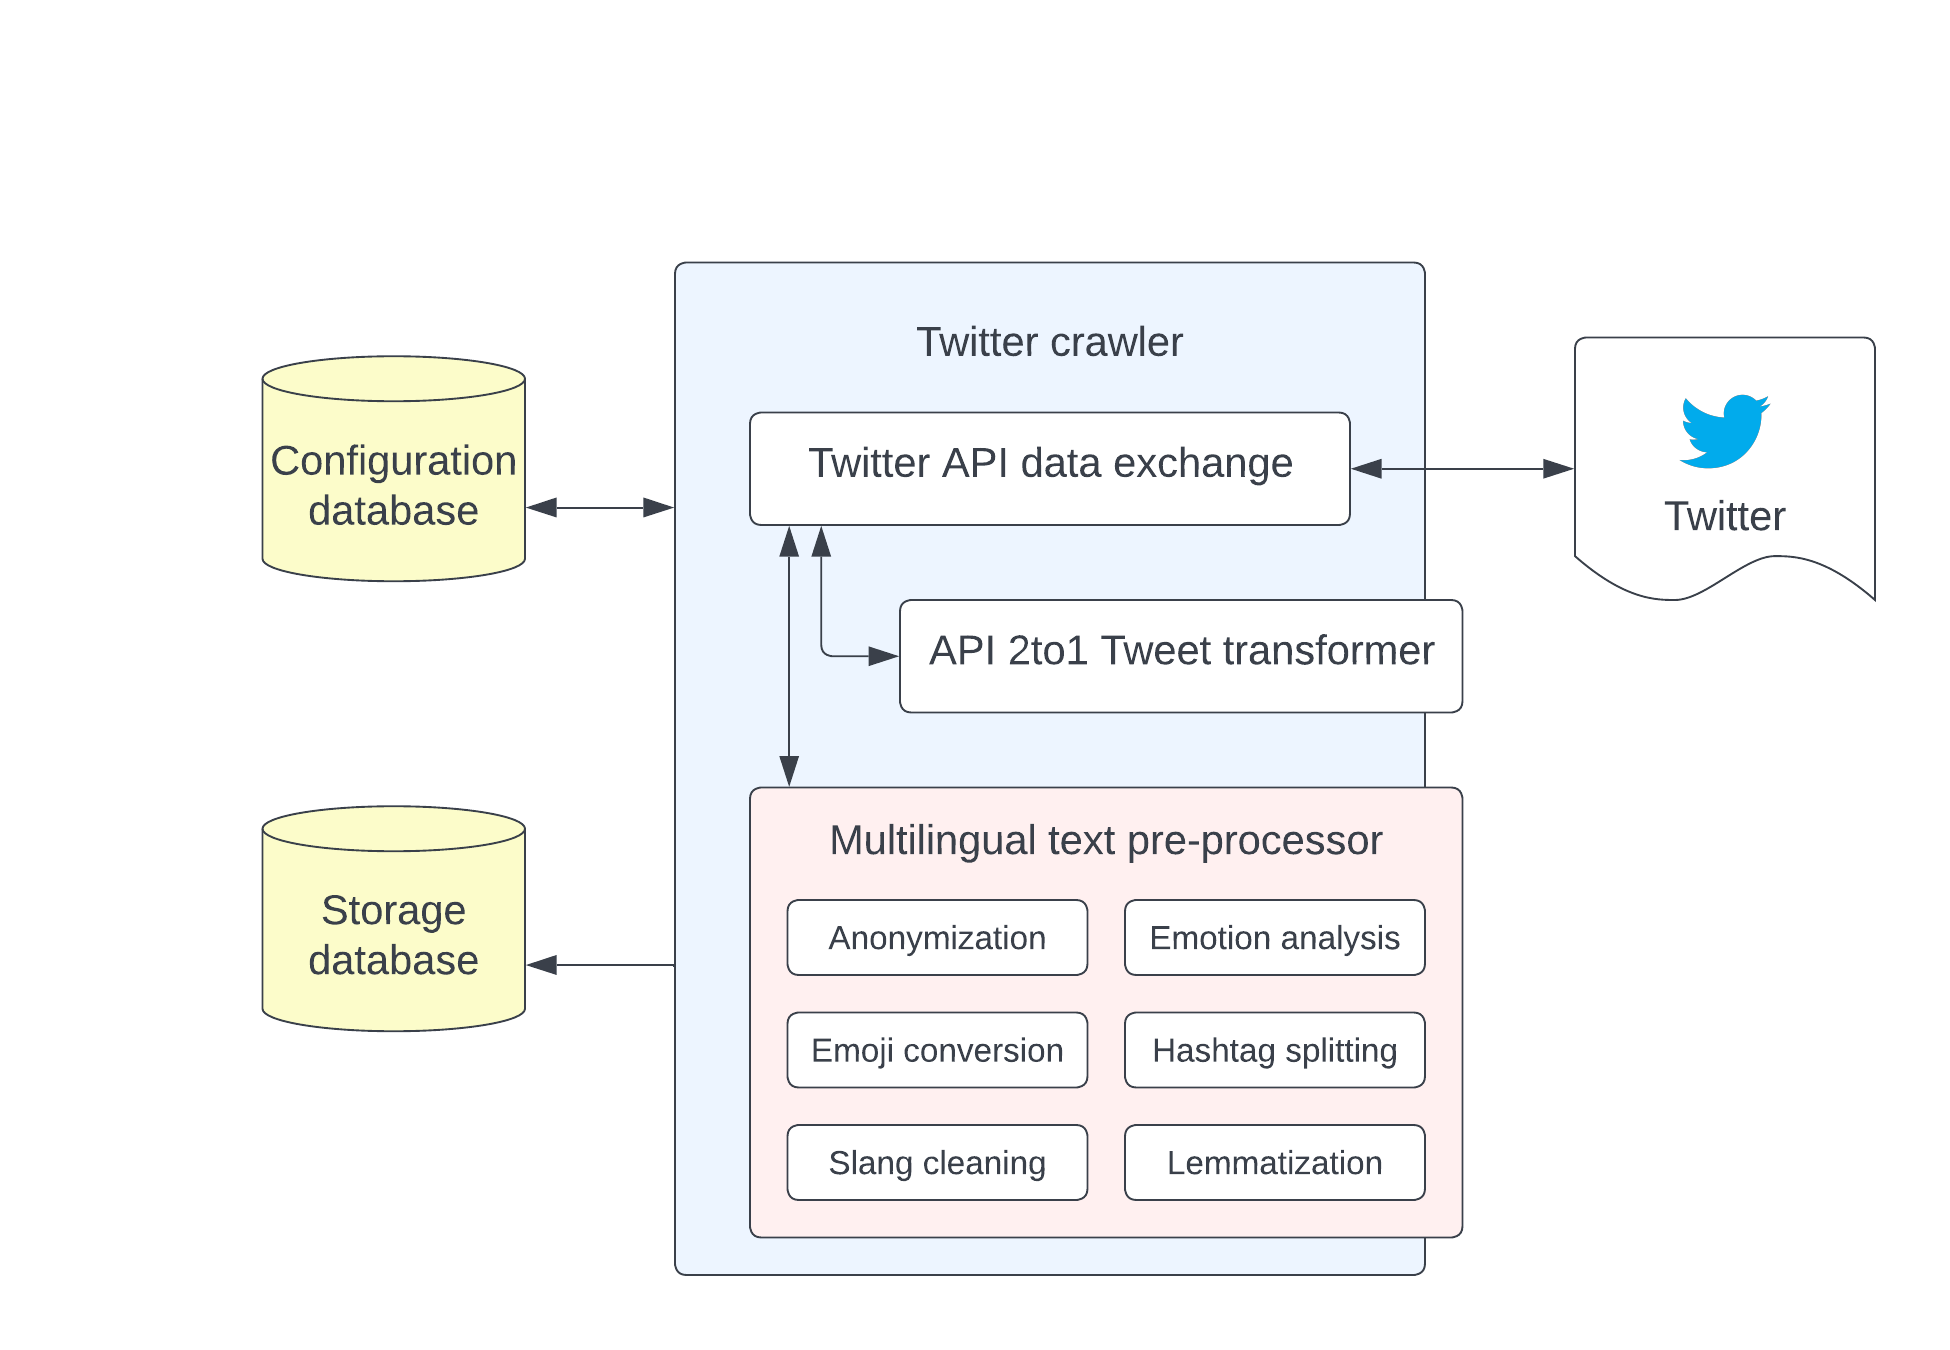 Twitter crawler
Configuration
database
Twitter API data exchange
Twitter
API 2to1 Tweet transformer
Storage
database
Multilingual text pre-processor
Anonymization
Emotion analysis
Emoji conversion
Hashtag splitting
Slang cleaning
Lemmatization